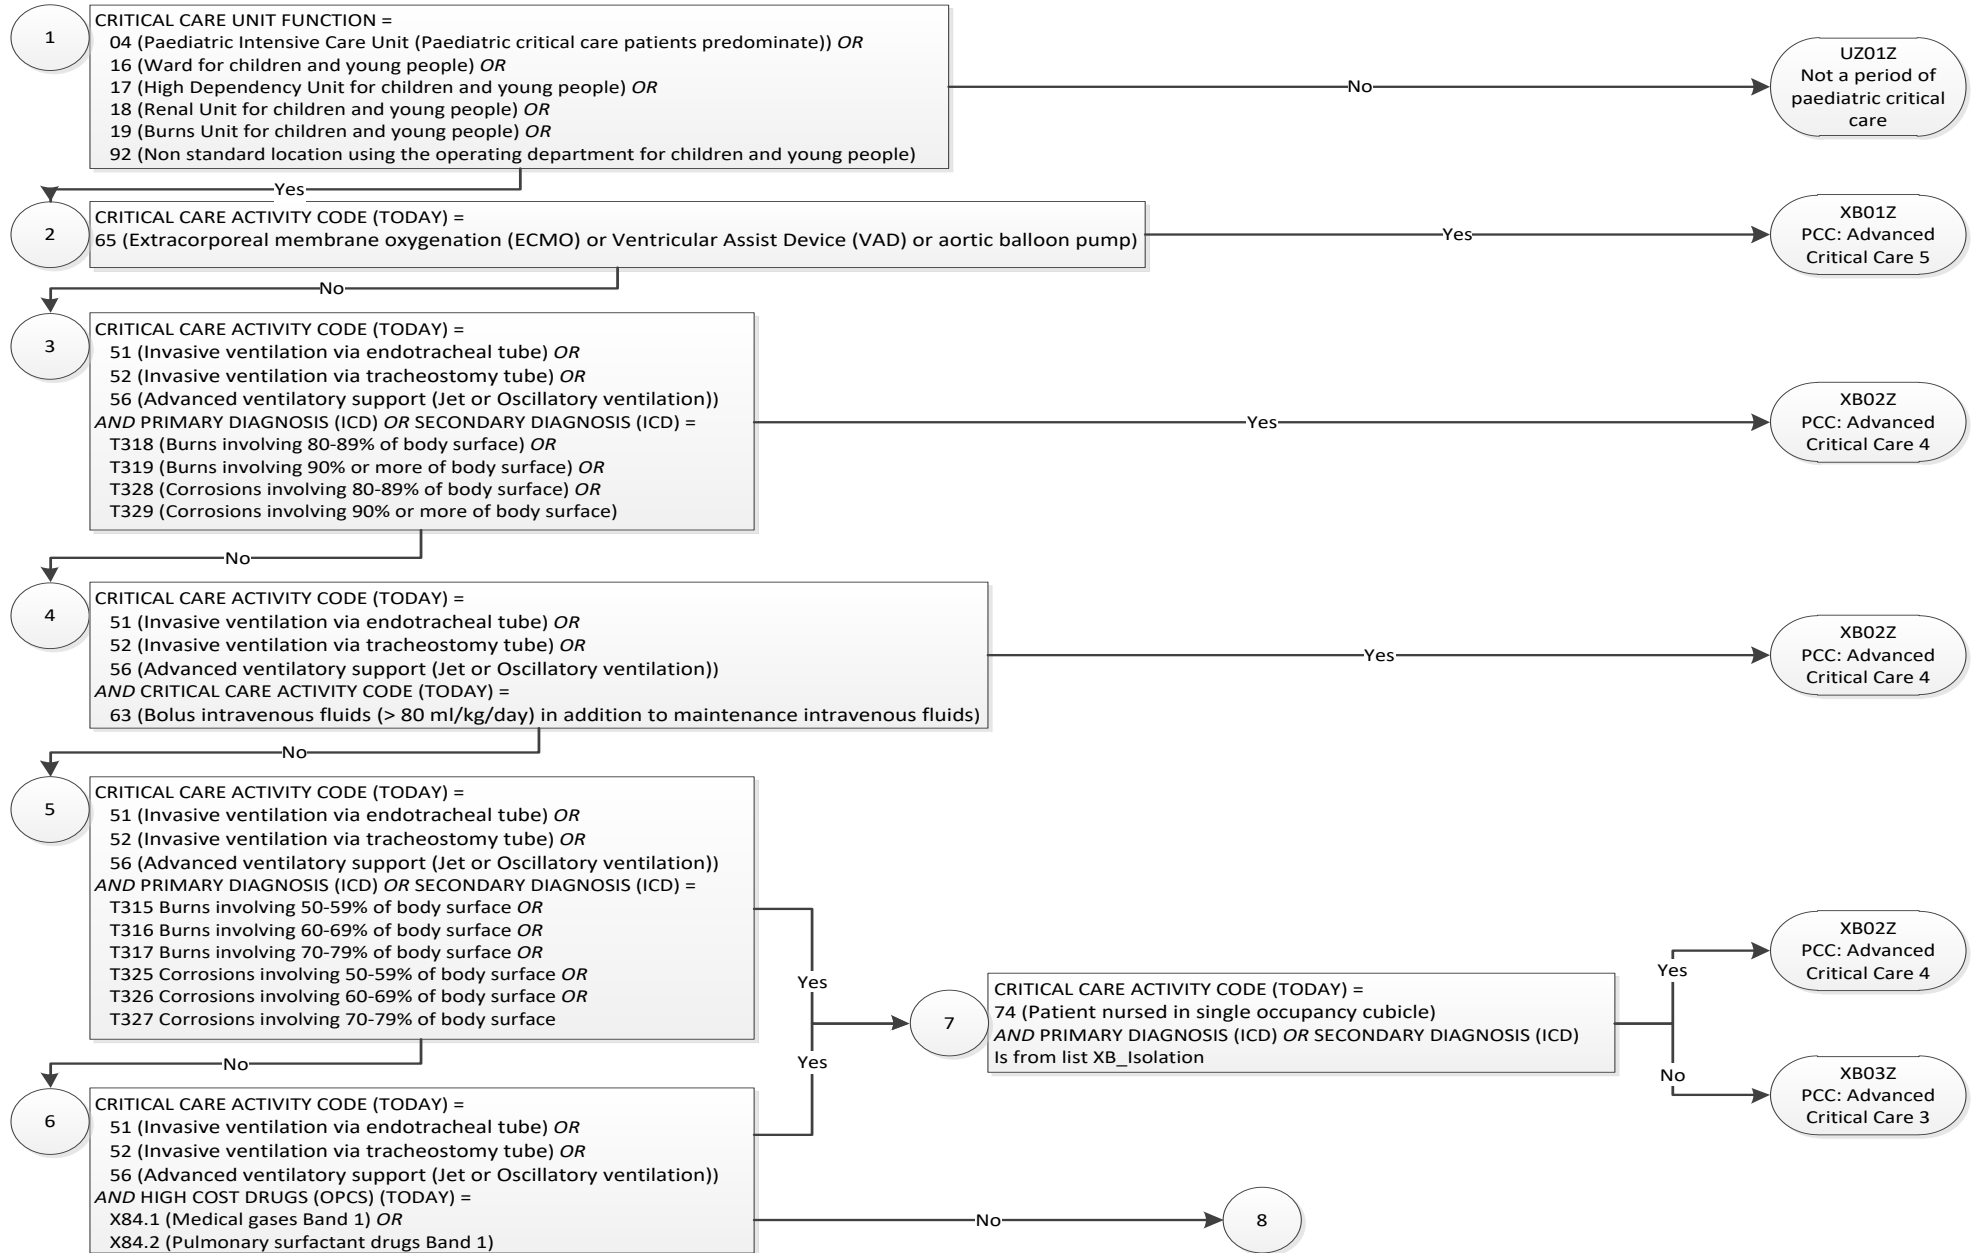 1
CRITICAL CARE UNIT FUNCTION =
04 (Paediatric Intensive Care Unit (Paediatric critical care patients predominate)) OR
16 (Ward for children and young people) OR
17 (High Dependency Unit for children and young people) OR
18 (Renal Unit for children and young people) OR
19 (Burns Unit for children and young people) OR
92 (Non standard location using the operating department for children and young people)
No
UZ01Z
Not a period of
paediatric critical
care
Yes
2
CRITICAL CARE ACTIVITY CODE (TODAY) =
65 (Extracorporeal membrane oxygenation (ECMO) or Ventricular Assist Device (VAD) or aortic balloon pump)
Yes
XB01Z
PCC: Advanced
Critical Care 5
No
3
CRITICAL CARE ACTIVITY CODE (TODAY) =
51 (Invasive ventilation via endotracheal tube) OR
52 (Invasive ventilation via tracheostomy tube) OR
56 (Advanced ventilatory support (Jet or Oscillatory ventilation))
AND PRIMARY DIAGNOSIS (ICD) OR SECONDARY DIAGNOSIS (ICD) =
T318 (Burns involving 80-89% of body surface) OR
T319 (Burns involving 90% or more of body surface) OR
T328 (Corrosions involving 80-89% of body surface) OR
T329 (Corrosions involving 90% or more of body surface)
Yes
XB02Z
PCC: Advanced
Critical Care 4
No
4
CRITICAL CARE ACTIVITY CODE (TODAY) =
51 (Invasive ventilation via endotracheal tube) OR
52 (Invasive ventilation via tracheostomy tube) OR
56 (Advanced ventilatory support (Jet or Oscillatory ventilation))
AND CRITICAL CARE ACTIVITY CODE (TODAY) =
63 (Bolus intravenous fluids (> 80 ml/kg/day) in addition to maintenance intravenous fluids)
Yes
XB02Z
PCC: Advanced
Critical Care 4
No
5
CRITICAL CARE ACTIVITY CODE (TODAY) =
51 (Invasive ventilation via endotracheal tube) OR
52 (Invasive ventilation via tracheostomy tube) OR
56 (Advanced ventilatory support (Jet or Oscillatory ventilation))
AND PRIMARY DIAGNOSIS (ICD) OR SECONDARY DIAGNOSIS (ICD) =
T315 Burns involving 50-59% of body surface OR
T316 Burns involving 60-69% of body surface OR
T317 Burns involving 70-79% of body surface OR
T325 Corrosions involving 50-59% of body surface OR
T326 Corrosions involving 60-69% of body surface OR
T327 Corrosions involving 70-79% of body surface
Yes
No
6
CRITICAL CARE ACTIVITY CODE (TODAY) =
51 (Invasive ventilation via endotracheal tube) OR
52 (Invasive ventilation via tracheostomy tube) OR
56 (Advanced ventilatory support (Jet or Oscillatory ventilation))
AND HIGH COST DRUGS (OPCS) (TODAY) =
X84.1 (Medical gases Band 1) OR
X84.2 (Pulmonary surfactant drugs Band 1)
Yes
No
8
7
CRITICAL CARE ACTIVITY CODE (TODAY) =
74 (Patient nursed in single occupancy cubicle)
AND PRIMARY DIAGNOSIS (ICD) OR SECONDARY DIAGNOSIS (ICD)
Is from list XB_Isolation
Yes
XB02Z
PCC: Advanced
Critical Care 4
No
XB03Z
PCC: Advanced
Critical Care 3